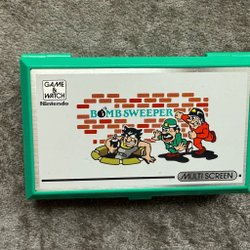 GAME &
WATCH
Nintendo
BOMB SWEEPER
MULTI SCREEN